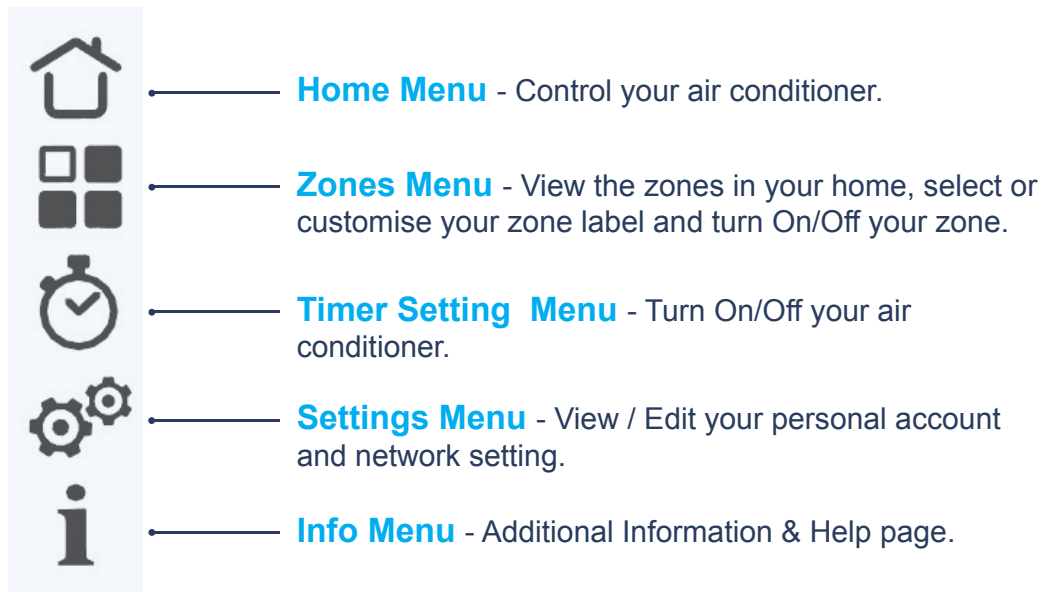 Home Menu - Control your air conditioner.
Zones Menu - View the zones in your home, select or
customise your zone label and turn On/Off your zone.
Timer Setting Menu - Turn On/Off your air
conditioner.
Settings Menu - View / Edit your personal account
and network setting.
Info Menu - Additional Information & Help page.